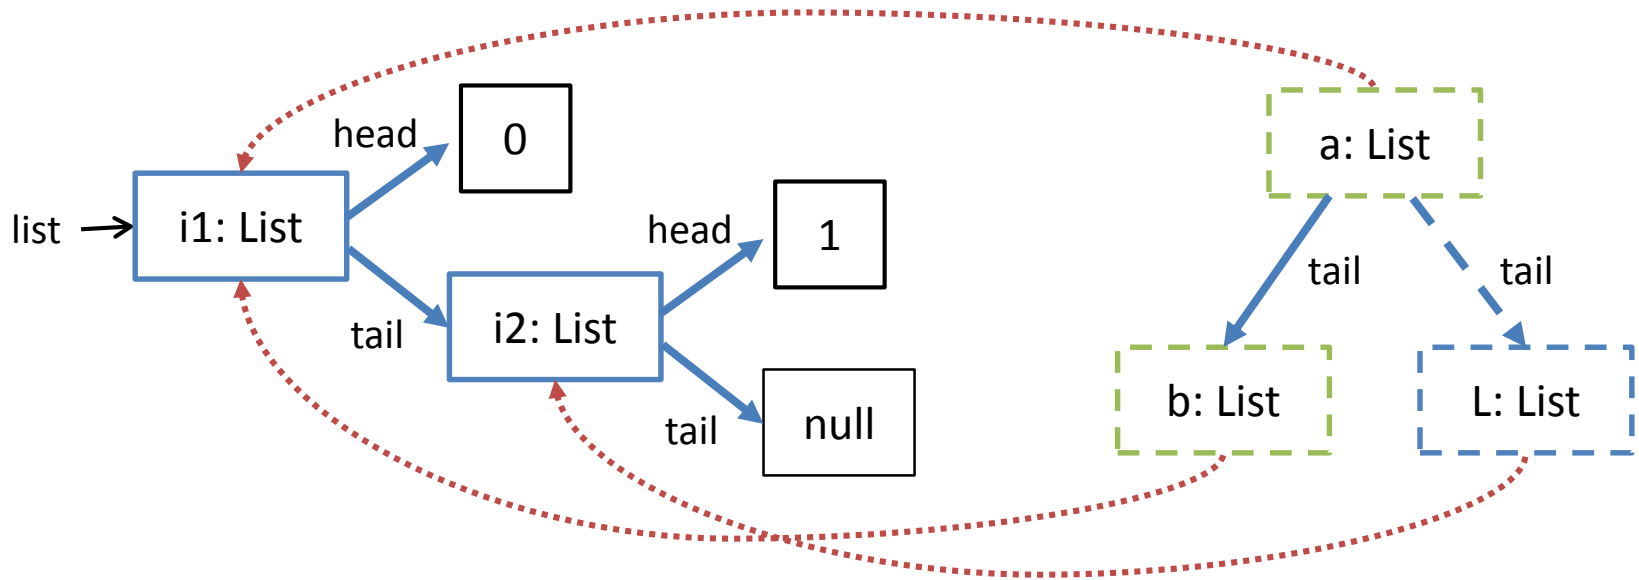 head
0
a: List
list
i1: List
head
1
tail
tail
tail
i2: List
b: List
L: List
tail
null